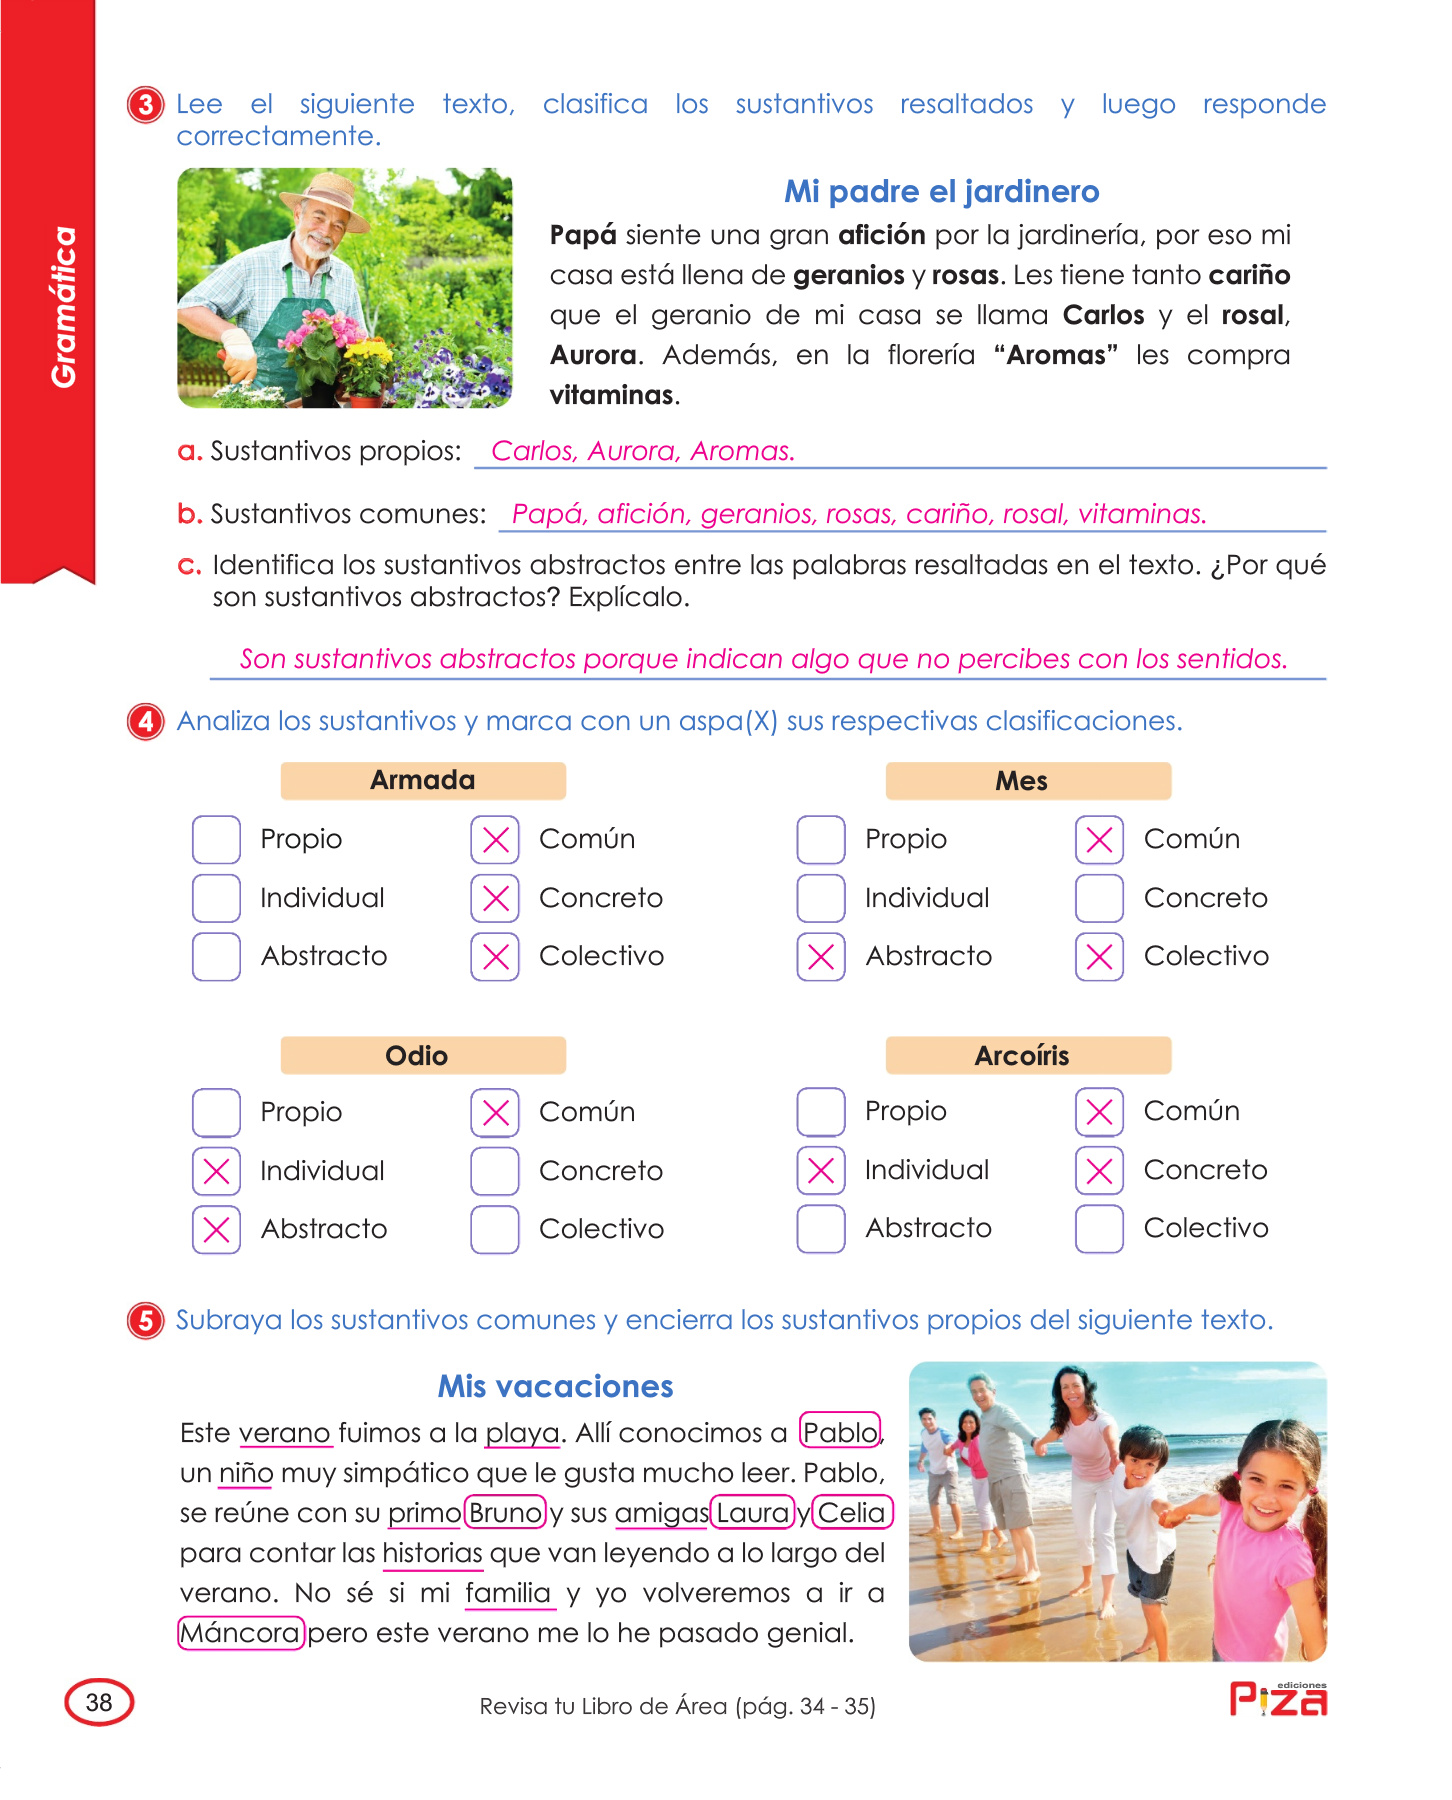 Gramática
3 Lee el siguiente texto, clasifica los sustantivos resaltados y luego responde
correctamente.
Mi padre el jardinero
Papá siente una gran afición por la jardinería, por eso mi
casa está llena de geranios y rosas. Les tiene tanto cariño
que el geranio de mi casa se llama Carlos y el rosal,
Aurora. Además, en la florería “Aromas” les compra
vitaminas.
a. Sustantivos propios: Carlos, Aurora, Aromas.
b. Sustantivos comunes: Papá, afición, geranios, rosas, cariño, rosal, vitaminas.
c. Identifica los sustantivos abstractos entre las palabras resaltadas en el texto. ¿Por qué
son sustantivos abstractos? Explícalo.
Son sustantivos abstractos porque indican algo que no percibes con los sentidos.
4 Analiza los sustantivos y marca con un aspa(X) sus respectivas clasificaciones.
Armada Mes
Propio X Común Propio X Común
Individual X Concreto Individual Concreto
Abstracto X Colectivo X Abstracto X Colectivo
Odio Arcoíris
Propio X Común Propio X Común
X Individual Concreto X Individual X Concreto
X Abstracto Colectivo Abstracto Colectivo
5 Subraya los sustantivos comunes y encierra los sustantivos propios del siguiente texto.
Mis vacaciones
Este verano fuimos a la playa. Allí conocimos a Pablo,
un niño muy simpático que le gusta mucho leer. Pablo,
se reúne con su primo Bruno y sus amigas Laura y Celia
para contar las historias que van leyendo a lo largo del
verano. No sé si mi familia y yo volveremos a ir a
Máncora pero este verano me lo he pasado genial.
38
Revisa tu Libro de Área (pág. 34 - 35)
ediciones
Piza